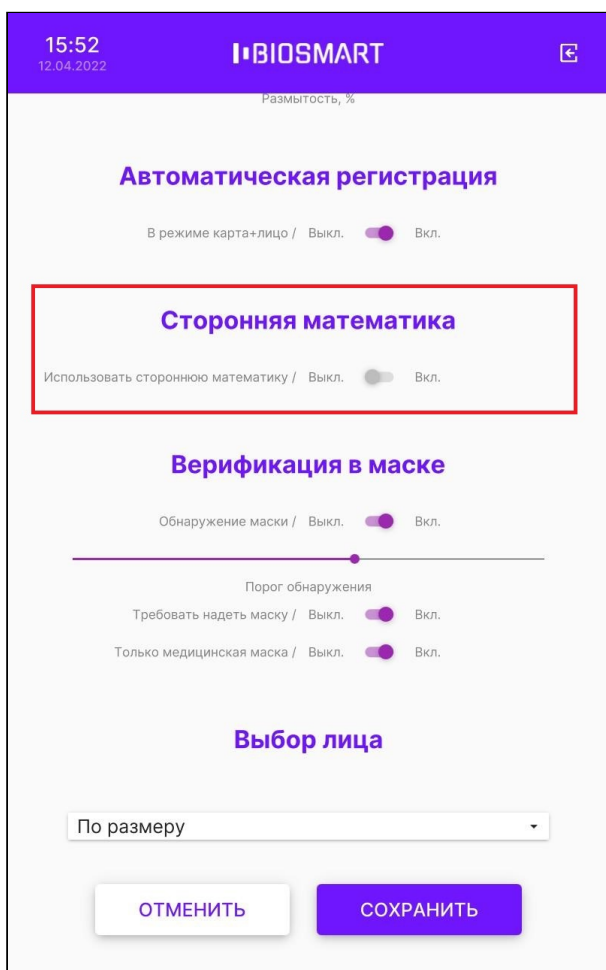 15:52
12.04.2022
BIOSMART
Размытость, %
Автоматическая регистрация
В режиме карта+лицо / Выкл. Вкл.
Сторонняя математика
Использовать стороннюю математику / Выкл. Вкл.
Верификация в маске
Обнаружение маски / Выкл. Вкл.
Порог обнаружения
Требовать надеть маску / Выкл. Вкл.
Только медицинская маска / Выкл. Вкл.
Выбор лица
По размеру
ОТМЕНИТЬ СОХРАНИТЬ